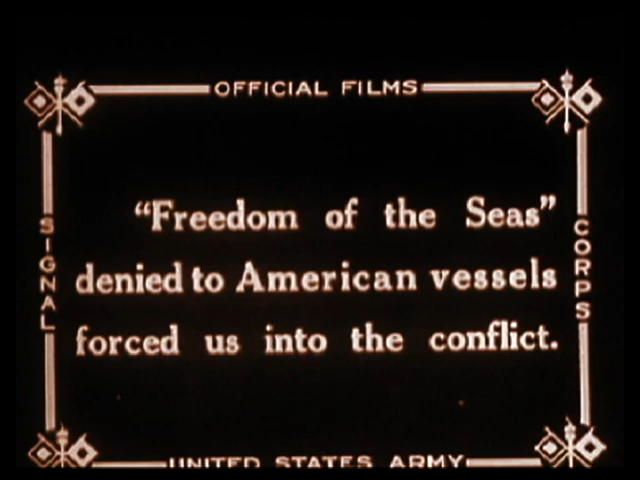 OFFICIAL FILMS
SIGNAL
CORPS
"Freedom of the Seas"
denied to American vessels
forced us into the conflict.
UNITED STATES ARMY